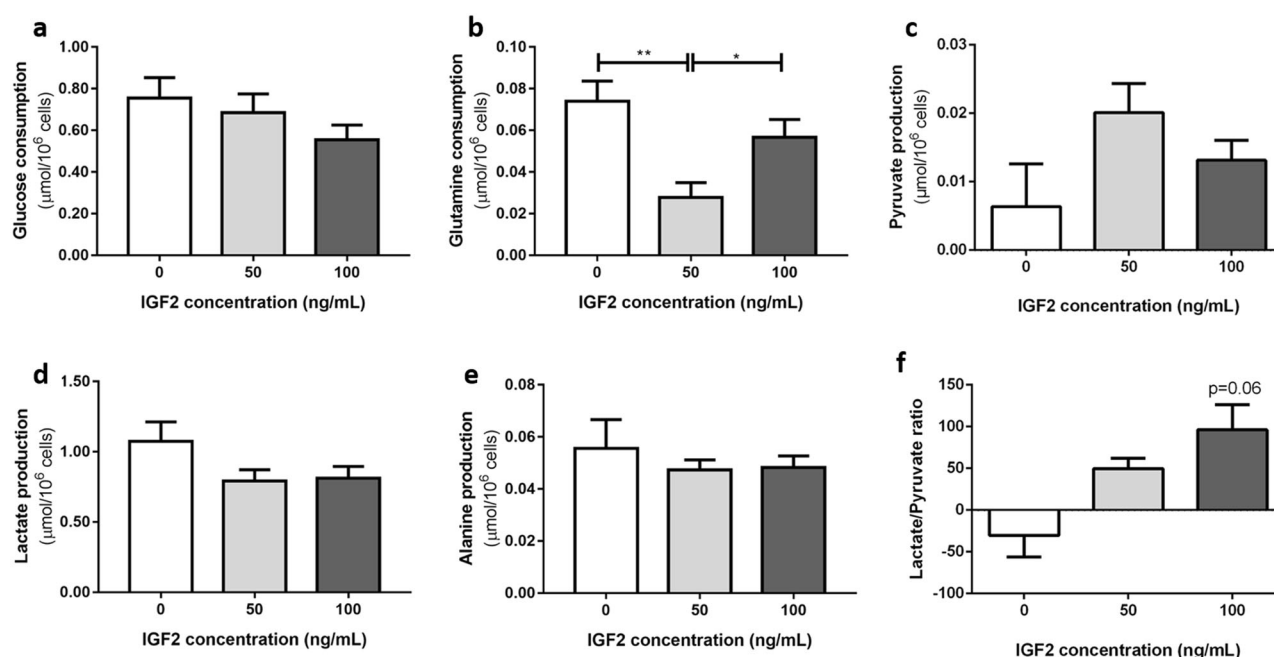 a
Glucose consumption
(µmol/10⁶ cells)
1.00
0.80
0.60
0.40
0.20
0.00
0 50 100
IGF2 concentration (ng/mL)
b
Glutamine consumption
(µmol/10⁶ cells)
0.10
0.08
0.06
0.04
0.02
0.00
** *
0 50 100
IGF2 concentration (ng/mL)
c
Pyruvate production
(µmol/10⁶ cells)
0.03
0.02
0.01
0.00
0 50 100
IGF2 concentration (ng/mL)
d
Lactate production
(µmol/10⁶ cells)
1.50
1.00
0.50
0.00
0 50 100
IGF2 concentration (ng/mL)
e
Alanine production
(µmol/10⁶ cells)
0.08
0.06
0.04
0.02
0.00
0 50 100
IGF2 concentration (ng/mL)
f
Lactate/Pyruvate ratio
150
100
50
0
-50
-100
p=0.06
0 50 100
IGF2 concentration (ng/mL)